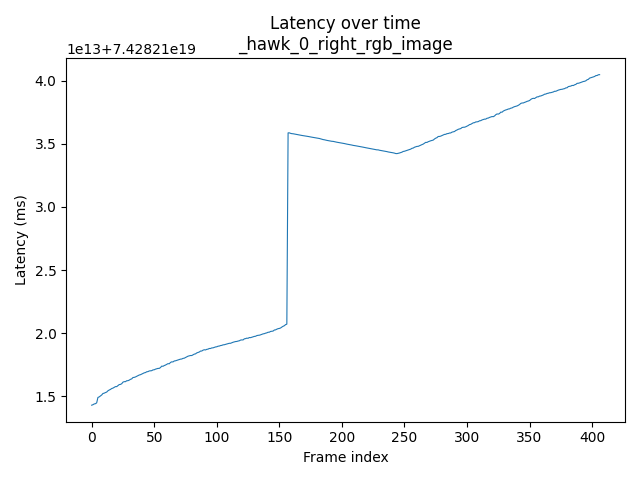 Latency over time
_hawk_0_right_rgb_image
1e13+7.42821e19
4.0
3.5
3.0
2.5
2.0
1.5
Latency (ms)
0 50 100 150 200 250 300 350 400
Frame index